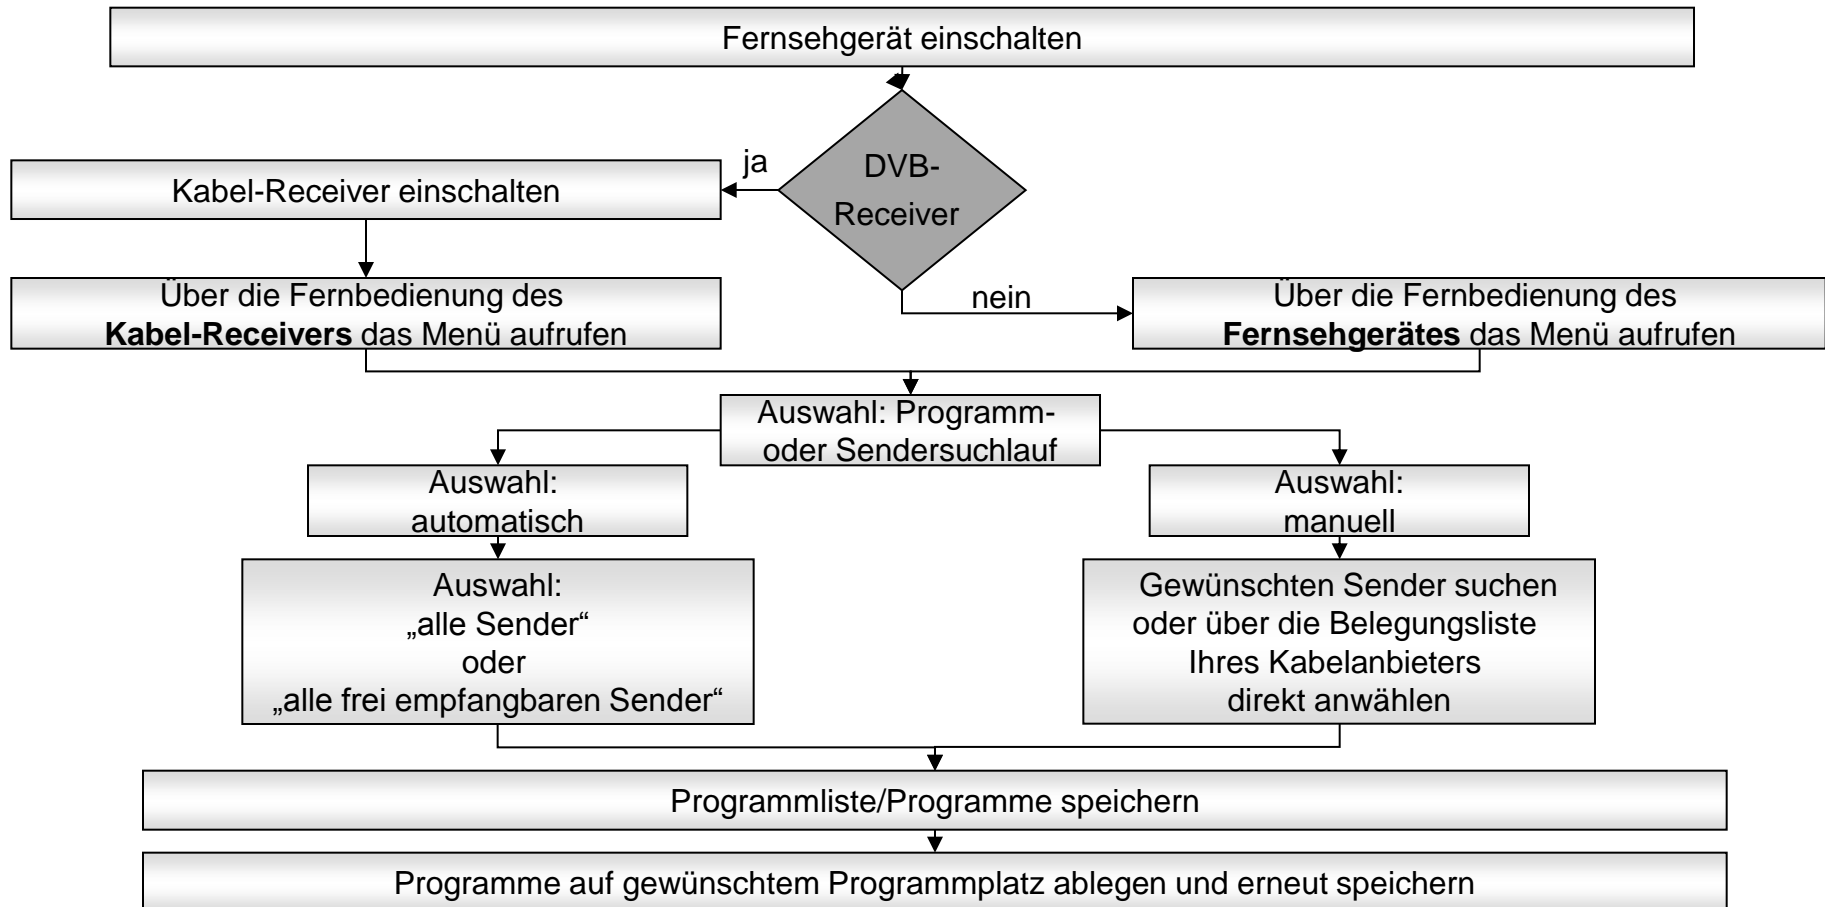 Fernsehgerät einschalten
DVB-
Receiver
ja
Kabel-Receiver einschalten
Über die Fernbedienung des
Kabel-Receivers das Menü aufrufen
nein
Über die Fernbedienung des
Fernsehgerätes das Menü aufrufen
Auswahl: Programm-
oder Sendersuchlauf
Auswahl:
automatisch
Auswahl:
manuell
Auswahl:
„alle Sender“
oder
„alle frei empfangbaren Sender“
Gewünschten Sender suchen
oder über die Belegungsliste
Ihres Kabelanbieters
direkt anwählen
Programmliste/Programme speichern
Programme auf gewünschtem Programmplatz ablegen und erneut speichern